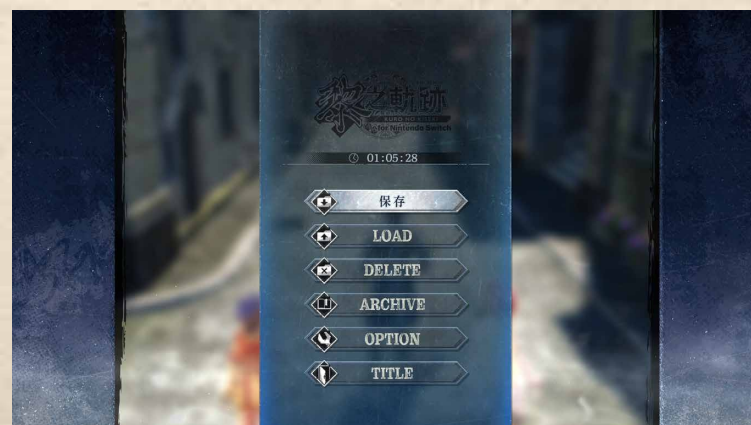 黎之軌跡
KURO NO KISEKI
for Nintendo Switch
01:05:28
保存
LOAD
DELETE
ARCHIVE
OPTION
TITLE